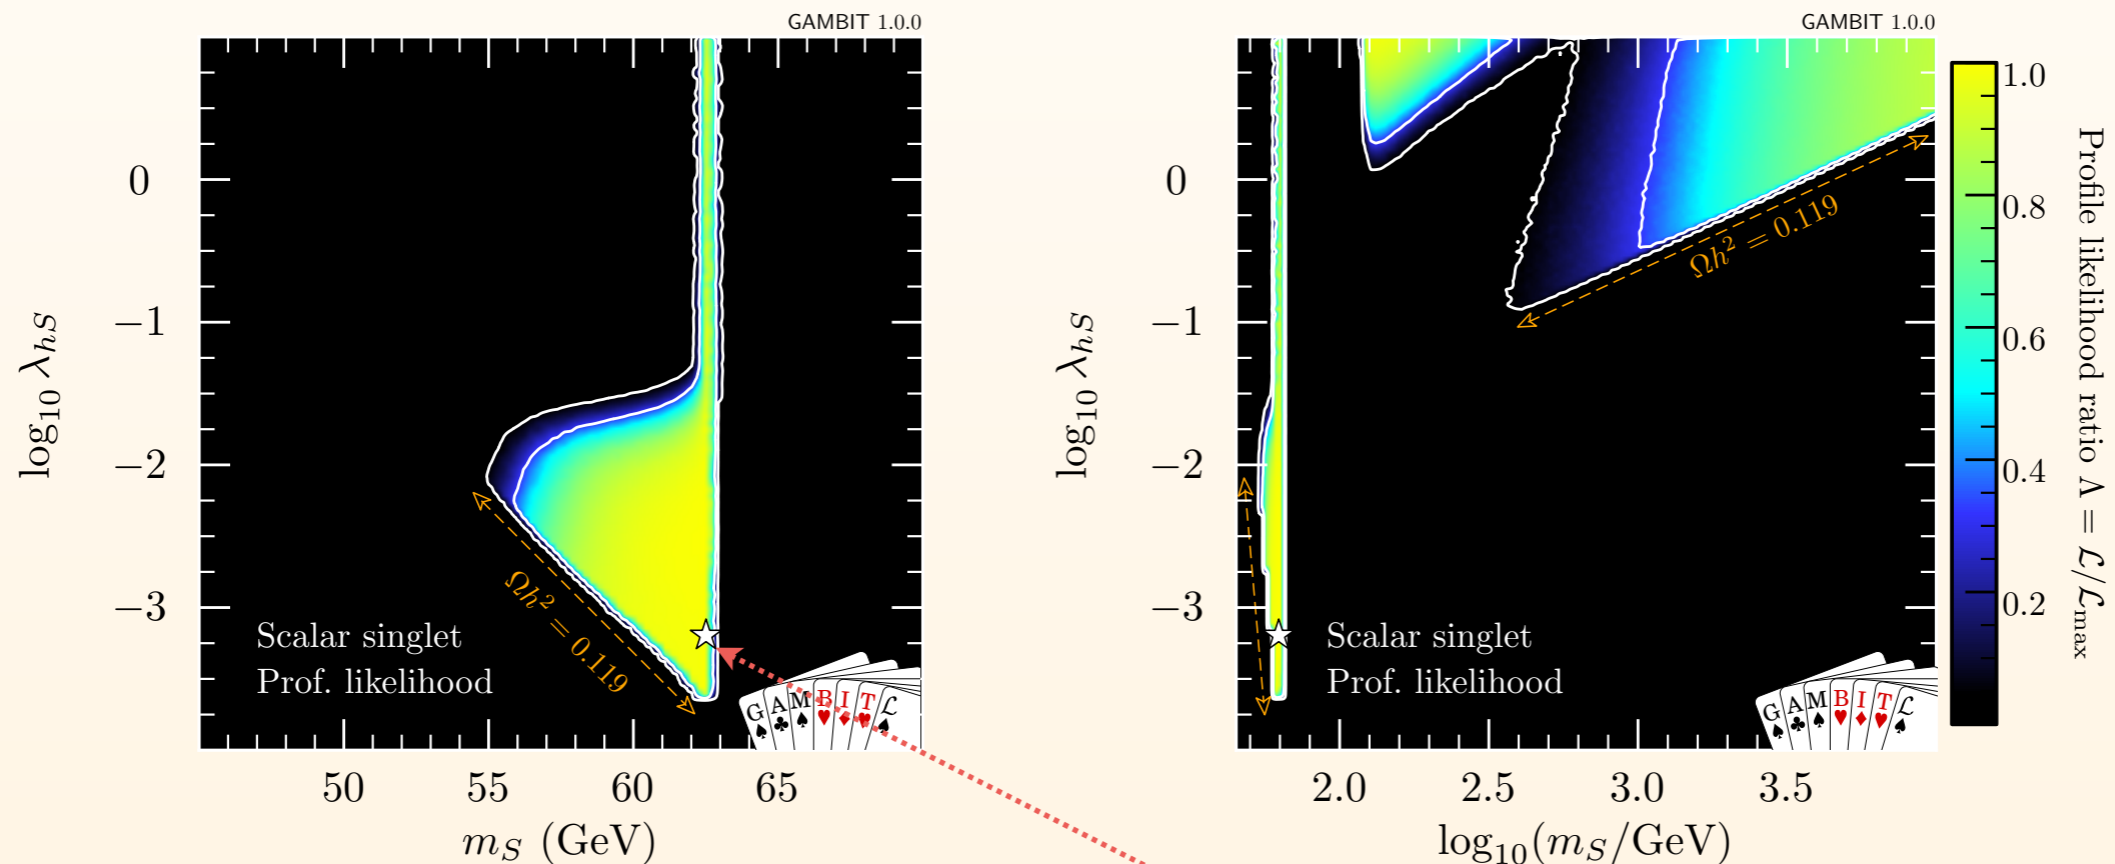 GAMBIT 1.0.0
0
−1
−2
−3
log₁₀ λₕS
Ωh² = 0.119
Scalar singlet
Prof. likelihood
G A M B I T ℒ
50 55 60 65
m_S (GeV)
GAMBIT 1.0.0
0
−1
−2
−3
log₁₀ λₕS
Ωh² = 0.119
Scalar singlet
Prof. likelihood
G A M B I T ℒ
2.0 2.5 3.0 3.5
log₁₀(m_S/GeV)
1.0
0.8
0.6
0.4
0.2
Profile likelihood ratio Λ = ℒ/ℒmax